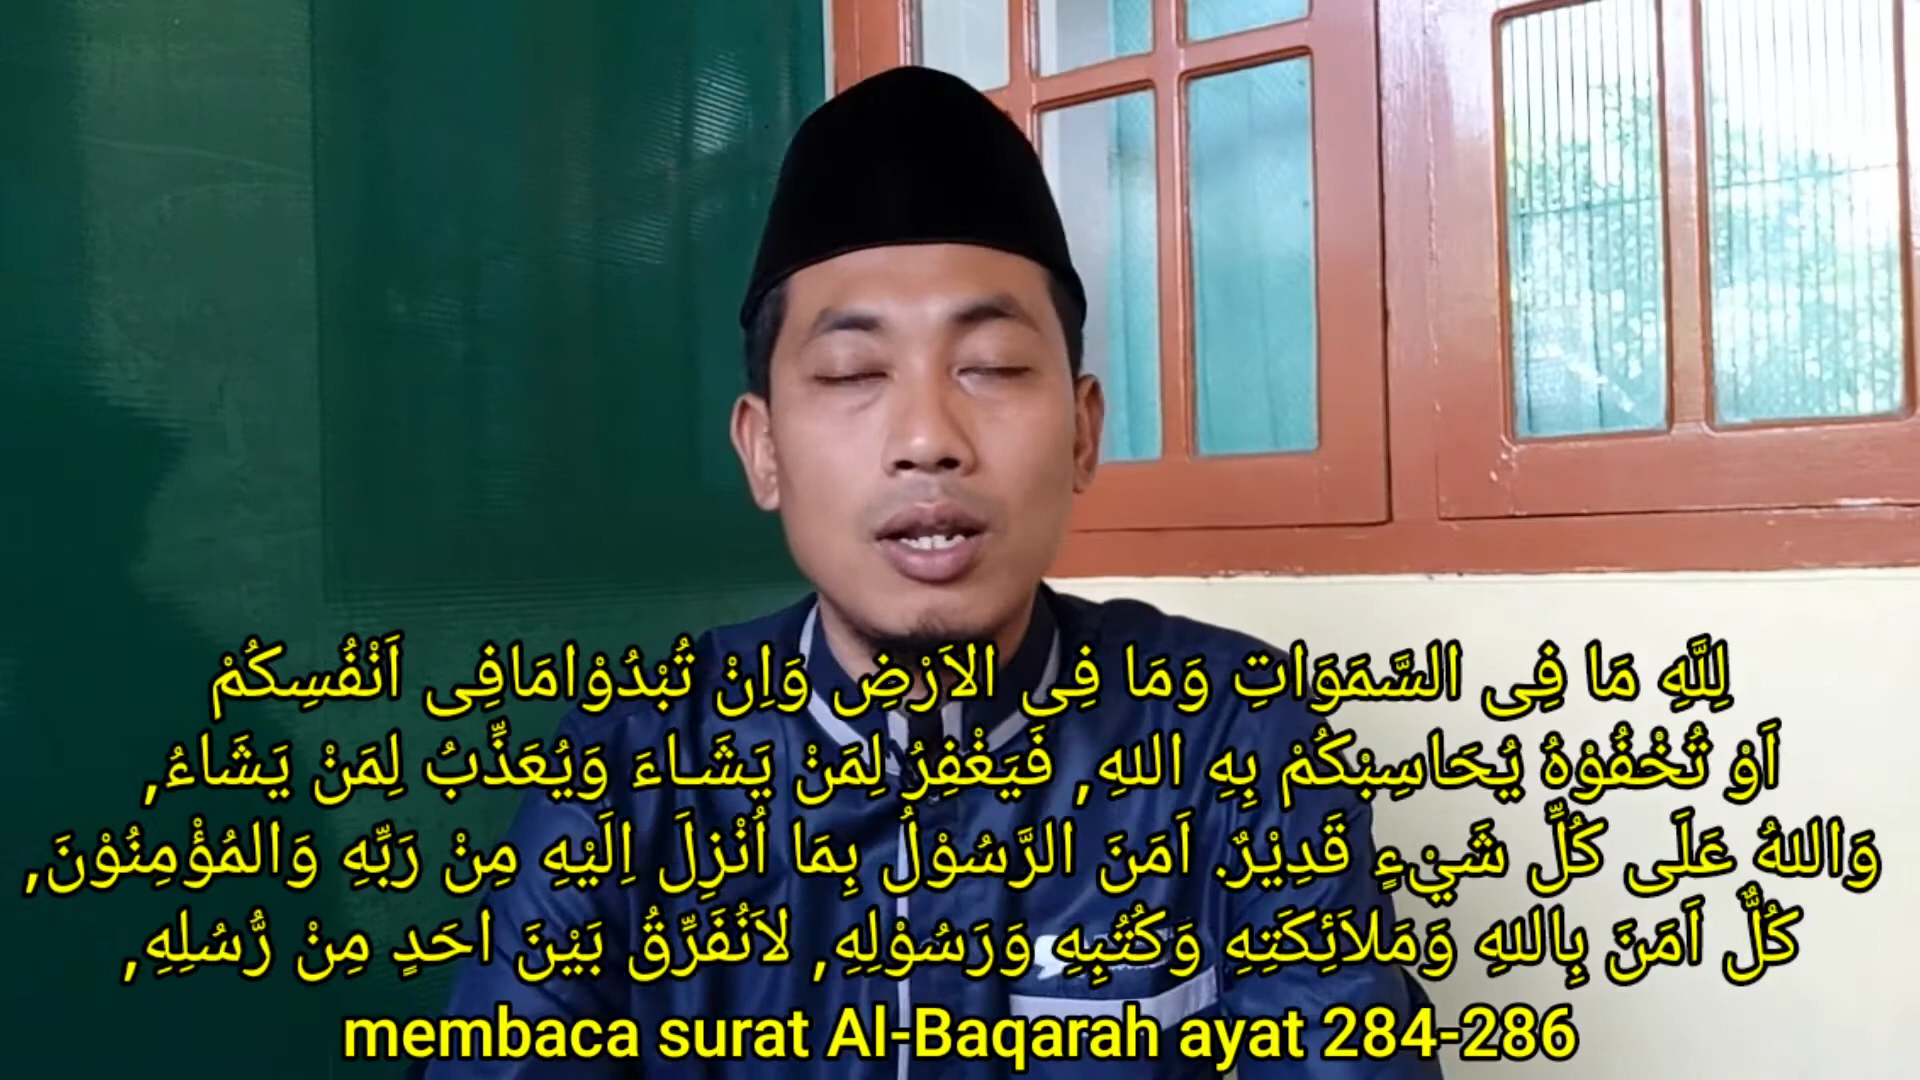 لِلَّهِ مَا فِى السَّمَوَاتِ وَمَا فِى الاَرْضِ وَاِنْ تُبْدُوْامَافِى اَنْفُسِكُمْ
اَوْ تُخْفُوْهُ يُحَاسِبْكُمْ بِهِ اللهِ, فَيَغْفِرُ لِمَنْ يَشَـاءَ وَيُعَذِّبُ لِمَنْ يَشَاءُ,
وَاللهُ عَلَى كُلِّ شَيْءٍ قَدِيْرٌ. اَمَنَ الرَّسُوْلُ بِمَا اُنْزِلَ اِلَيْهِ مِنْ رَبِّهِ وَالمُؤْمِنُوْنَ,
كُلٌّ اَمَنَ بِاللهِ وَمَلاَئِكَتِهِ وَكُتُبِهِ وَرَسُوْلِهِ, لاَنُفَرِّقُ بَيْنَ احَدٍ مِنْ رُّسُلِهِ,
membaca surat Al-Baqarah ayat 284-286